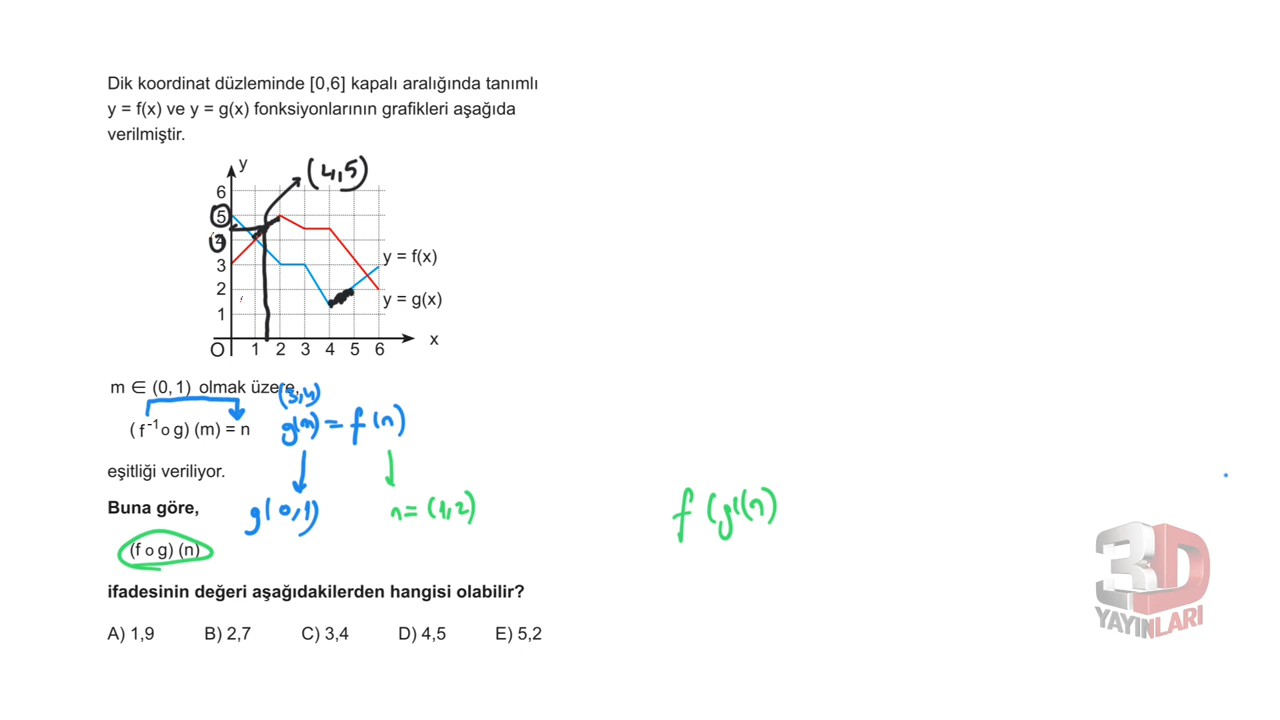 Dik koordinat düzleminde [0,6] kapalı aralığında tanımlı
y = f(x) ve y = g(x) fonksiyonlarının grafikleri aşağıda
verilmiştir.
y
(4,5)
6
5
4
3
2
1
y = f(x)
y = g(x)
O 1 2 3 4 5 6
x
m ∈ (0, 1) olmak üzere,
(3,4)
(f⁻¹ o g) (m) = n
g(m) = f(n)
eşitliği veriliyor.
Buna göre,
g(0,1)
n = (1,2)
f(g(n)
(f o g) (n)
ifadesinin değeri aşağıdakilerden hangisi olabilir?
A) 1,9 B) 2,7 C) 3,4 D) 4,5 E) 5,2
3D
YAYINLARI